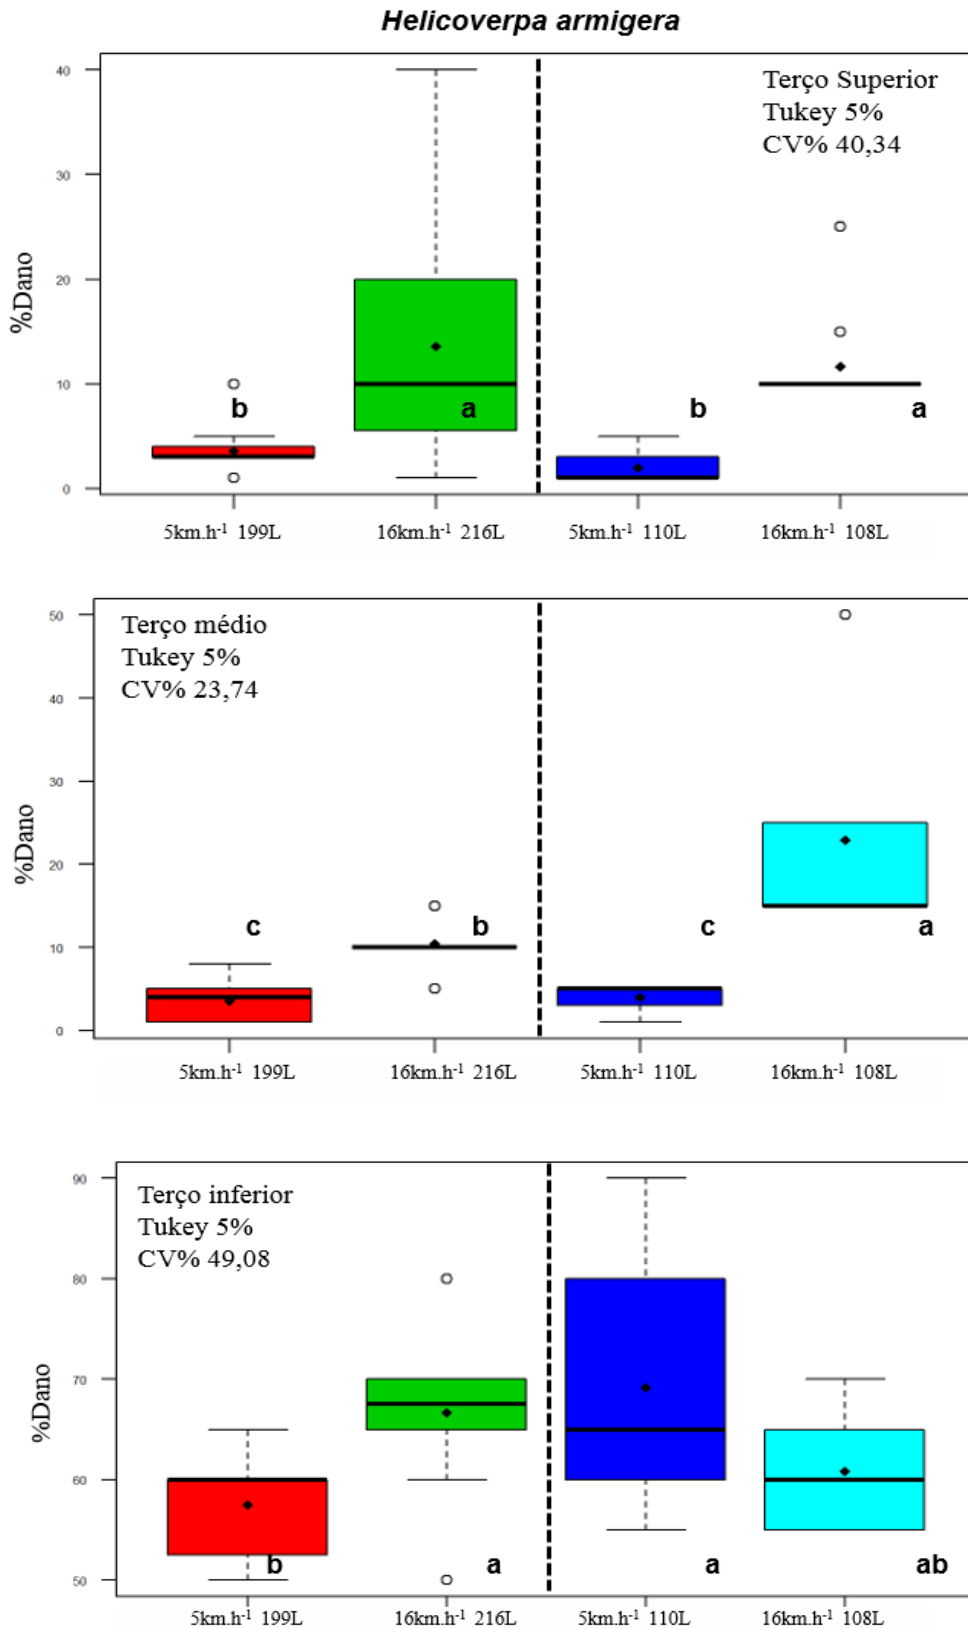 Helicoverpa armigera
Terço Superior
Tukey 5%
CV% 40,34
%Dano
40
30
20
10
0
b
a
b
a
5km.h-1 199L
16km.h-1 216L
5km.h-1 110L
16km.h-1 108L
Terço médio
Tukey 5%
CV% 23,74
%Dano
50
40
30
20
10
0
c
b
c
a
5km.h-1 199L
16km.h-1 216L
5km.h-1 110L
16km.h-1 108L
Terço inferior
Tukey 5%
CV% 49,08
%Dano
90
80
70
60
50
b
a
a
ab
5km.h-1 199L
16km.h-1 216L
5km.h-1 110L
16km.h-1 108L